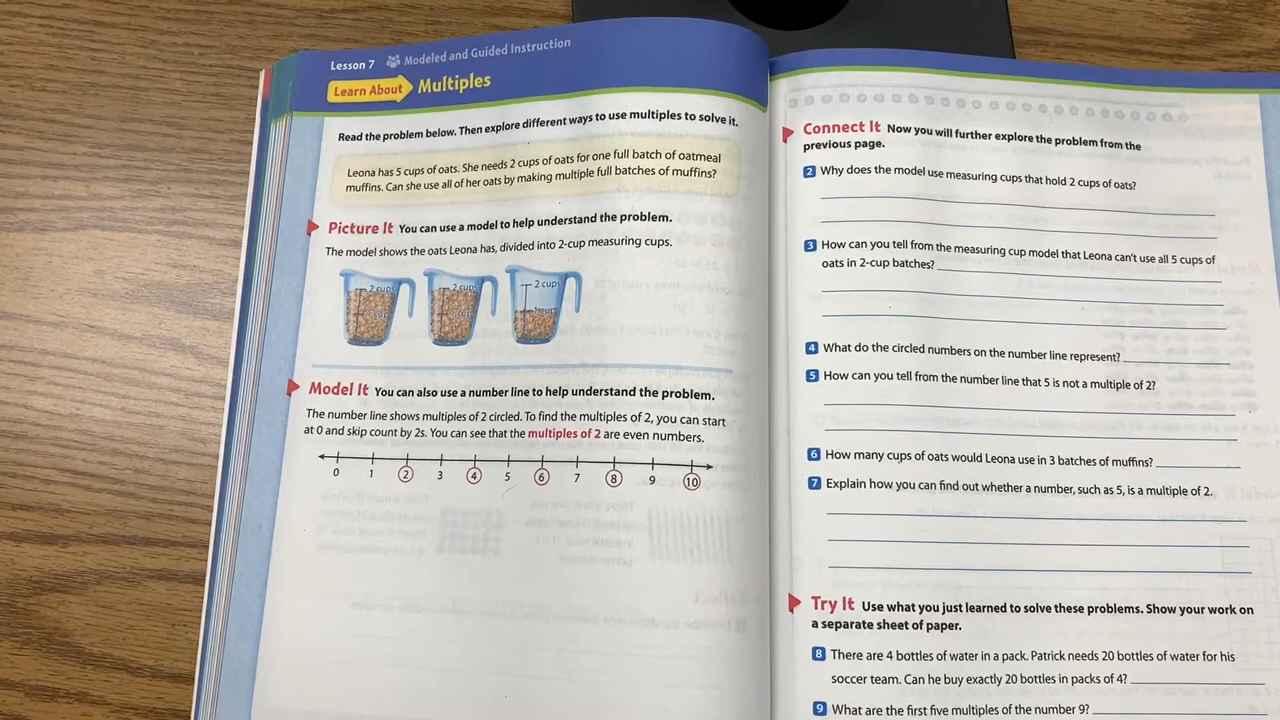 Lesson 7 Modeled and Guided Instruction
Learn About Multiples
Read the problem below. Then explore different ways to use multiples to solve it.
Leona has 5 cups of oats. She needs 2 cups of oats for one full batch of oatmeal
muffins. Can she use all of her oats by making multiple full batches of muffins?
Picture It You can use a model to help understand the problem.
The model shows the oats Leona has, divided into 2-cup measuring cups.
2 cups 2 cups 2 cups
Model It You can also use a number line to help understand the problem.
The number line shows multiples of 2 circled. To find the multiples of 2, you can start
at 0 and skip count by 2s. You can see that the multiples of 2 are even numbers.
0 1 2 3 4 5 6 7 8 9 10
Connect It Now you will further explore the problem from the
previous page.
2 Why does the model use measuring cups that hold 2 cups of oats?
3 How can you tell from the measuring cup model that Leona can't use all 5 cups of
oats in 2-cup batches?
4 What do the circled numbers on the number line represent?
5 How can you tell from the number line that 5 is not a multiple of 2?
6 How many cups of oats would Leona use in 3 batches of muffins?
7 Explain how you can find out whether a number, such as 5, is a multiple of 2.
Try It Use what you just learned to solve these problems. Show your work on
a separate sheet of paper.
8 There are 4 bottles of water in a pack. Patrick needs 20 bottles of water for his
soccer team. Can he buy exactly 20 bottles in packs of 4?
9 What are the first five multiples of the number 9?